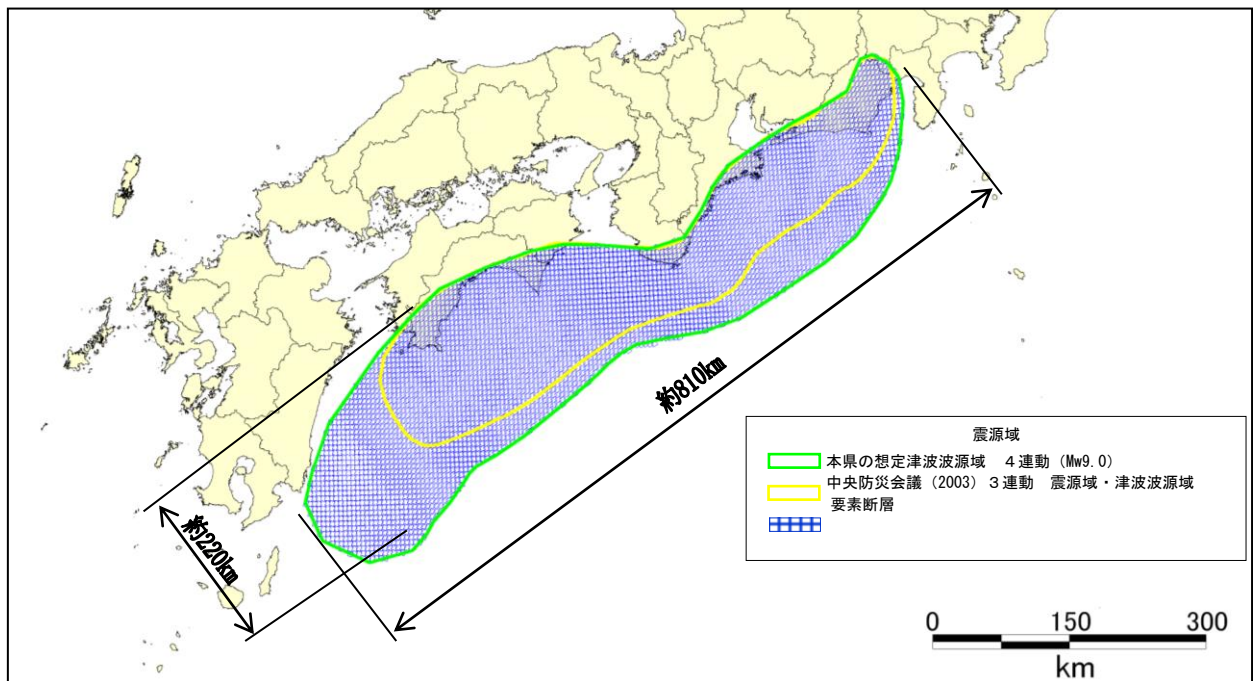 約810km
約220km
震源域
本県の想定津波波源域 ４連動（Mw9.0）
中央防災会議（2003）３連動 震源域・津波波源域
要素断層
0 150 300
km